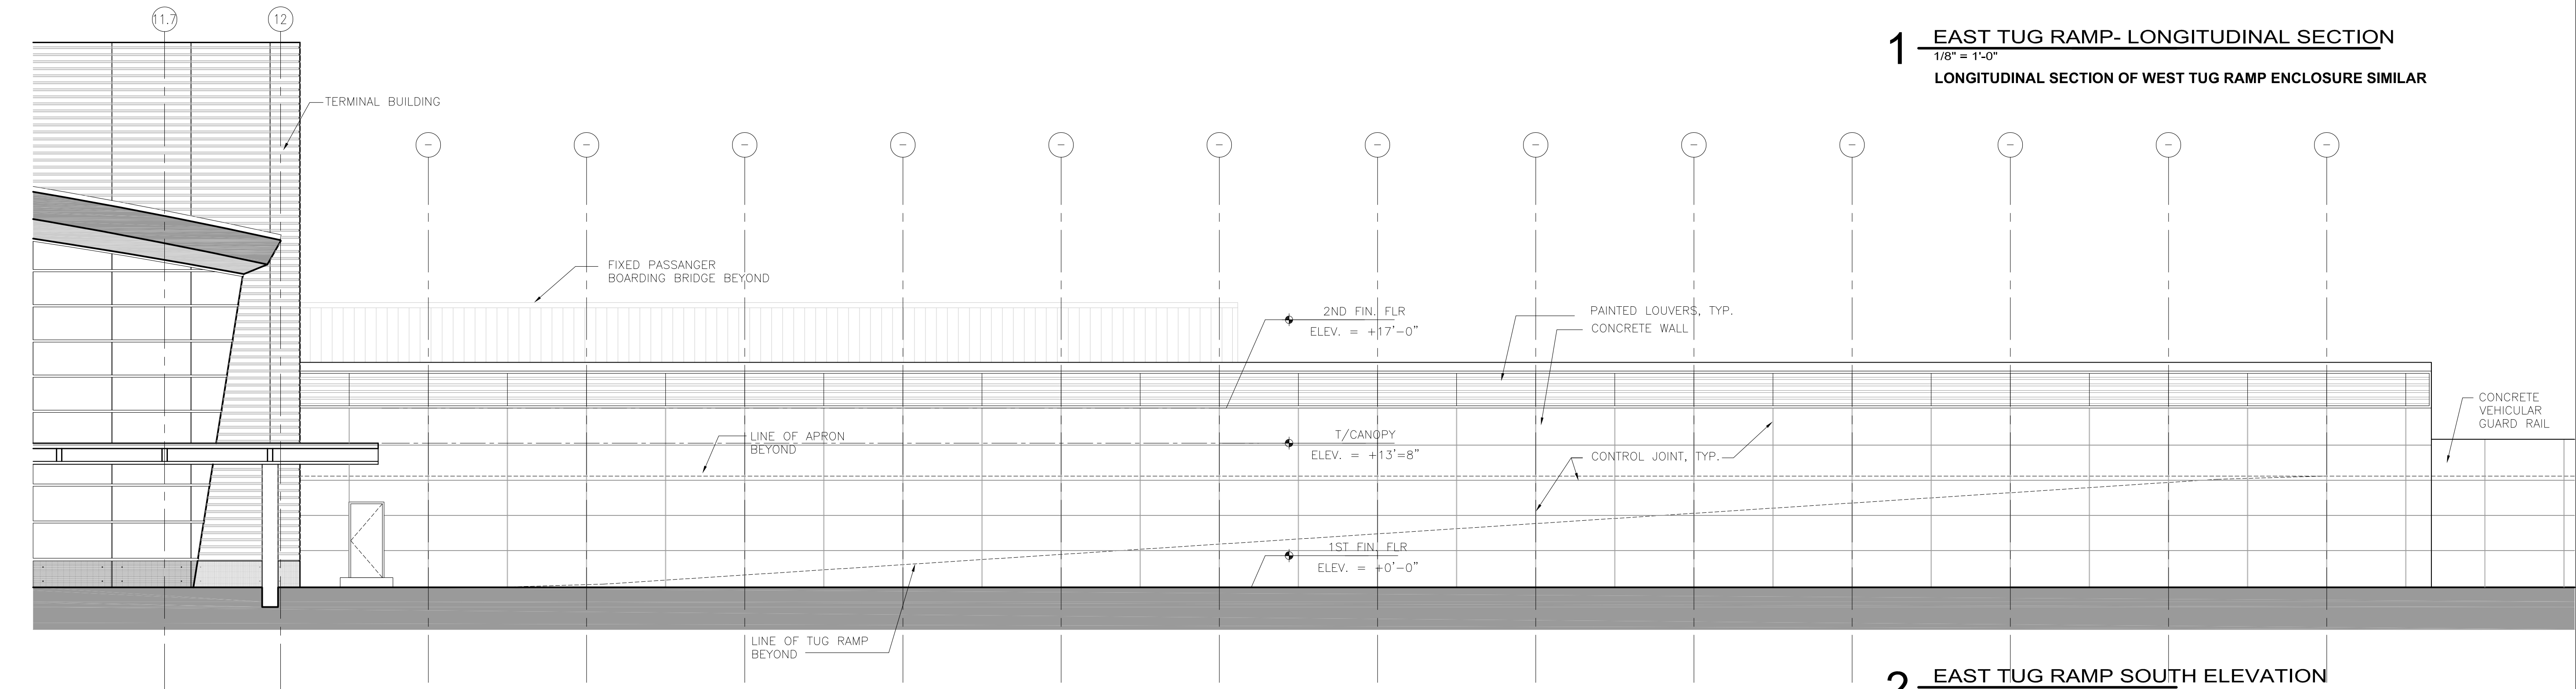 11.7
12
1
EAST TUG RAMP- LONGITUDINAL SECTION
1/8" = 1'-0"
LONGITUDINAL SECTION OF WEST TUG RAMP ENCLOSURE SIMILAR
TERMINAL BUILDING
FIXED PASSANGER
BOARDING BRIDGE BEYOND
2ND FIN. FLR
ELEV. = +17'-0"
PAINTED LOUVERS, TYP.
CONCRETE WALL
CONCRETE
VEHICULAR
GUARD RAIL
LINE OF APRON
BEYOND
T/CANOPY
ELEV. = +13'=8"
CONTROL JOINT, TYP.
1ST FIN. FLR
ELEV. = +0'-0"
LINE OF TUG RAMP
BEYOND
2
EAST TUG RAMP SOUTH ELEVATION